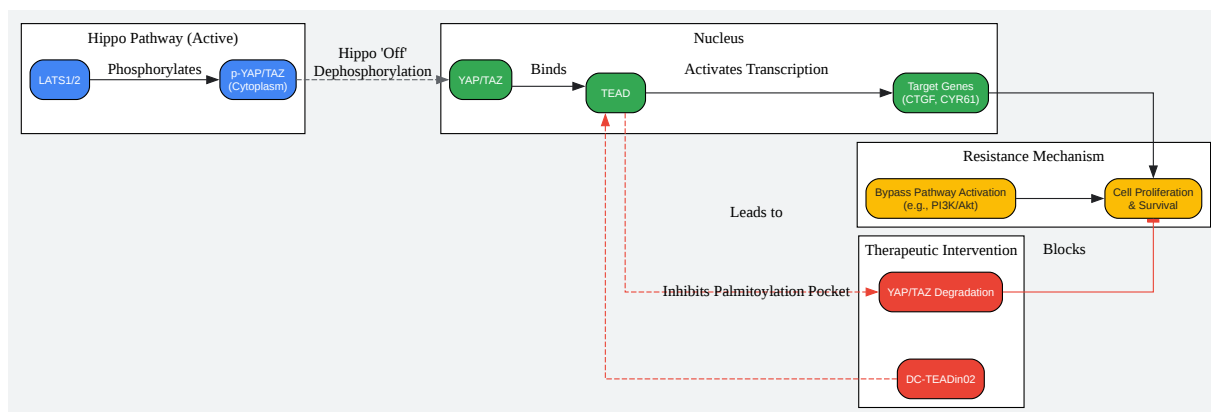 Hippo Pathway (Active)
LATS1/2
Phosphorylates
p-YAP/TAZ
(Cytoplasm)
Hippo 'Off'
Dephosphorylation
Nucleus
YAP/TAZ
Binds
TEAD
Activates Transcription
Target Genes
(CTGF, CYR61)
Resistance Mechanism
Bypass Pathway Activation
(e.g., PI3K/Akt)
Cell Proliferation
& Survival
Leads to
Therapeutic Intervention
Blocks
Inhibits Palmitoylation Pocket
YAP/TAZ Degradation
DC-TEADin02